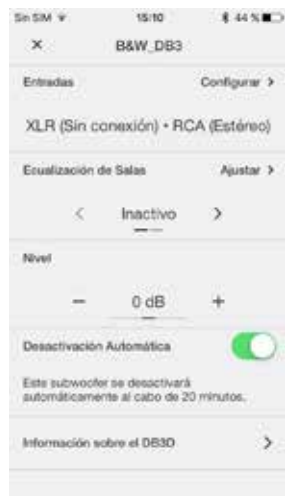 Sin SIM 15:10 44 %
× B&W_DB3
Entradas Configurar >
XLR (Sin conexión) • RCA (Estéreo)
Ecualización de Salas Ajustar >
< Inactivo >
Nivel
− 0 dB +
Desactivación Automática
Este subwoofer se desactivará
automáticamente al cabo de 20 minutos.
Información sobre el DB3D >